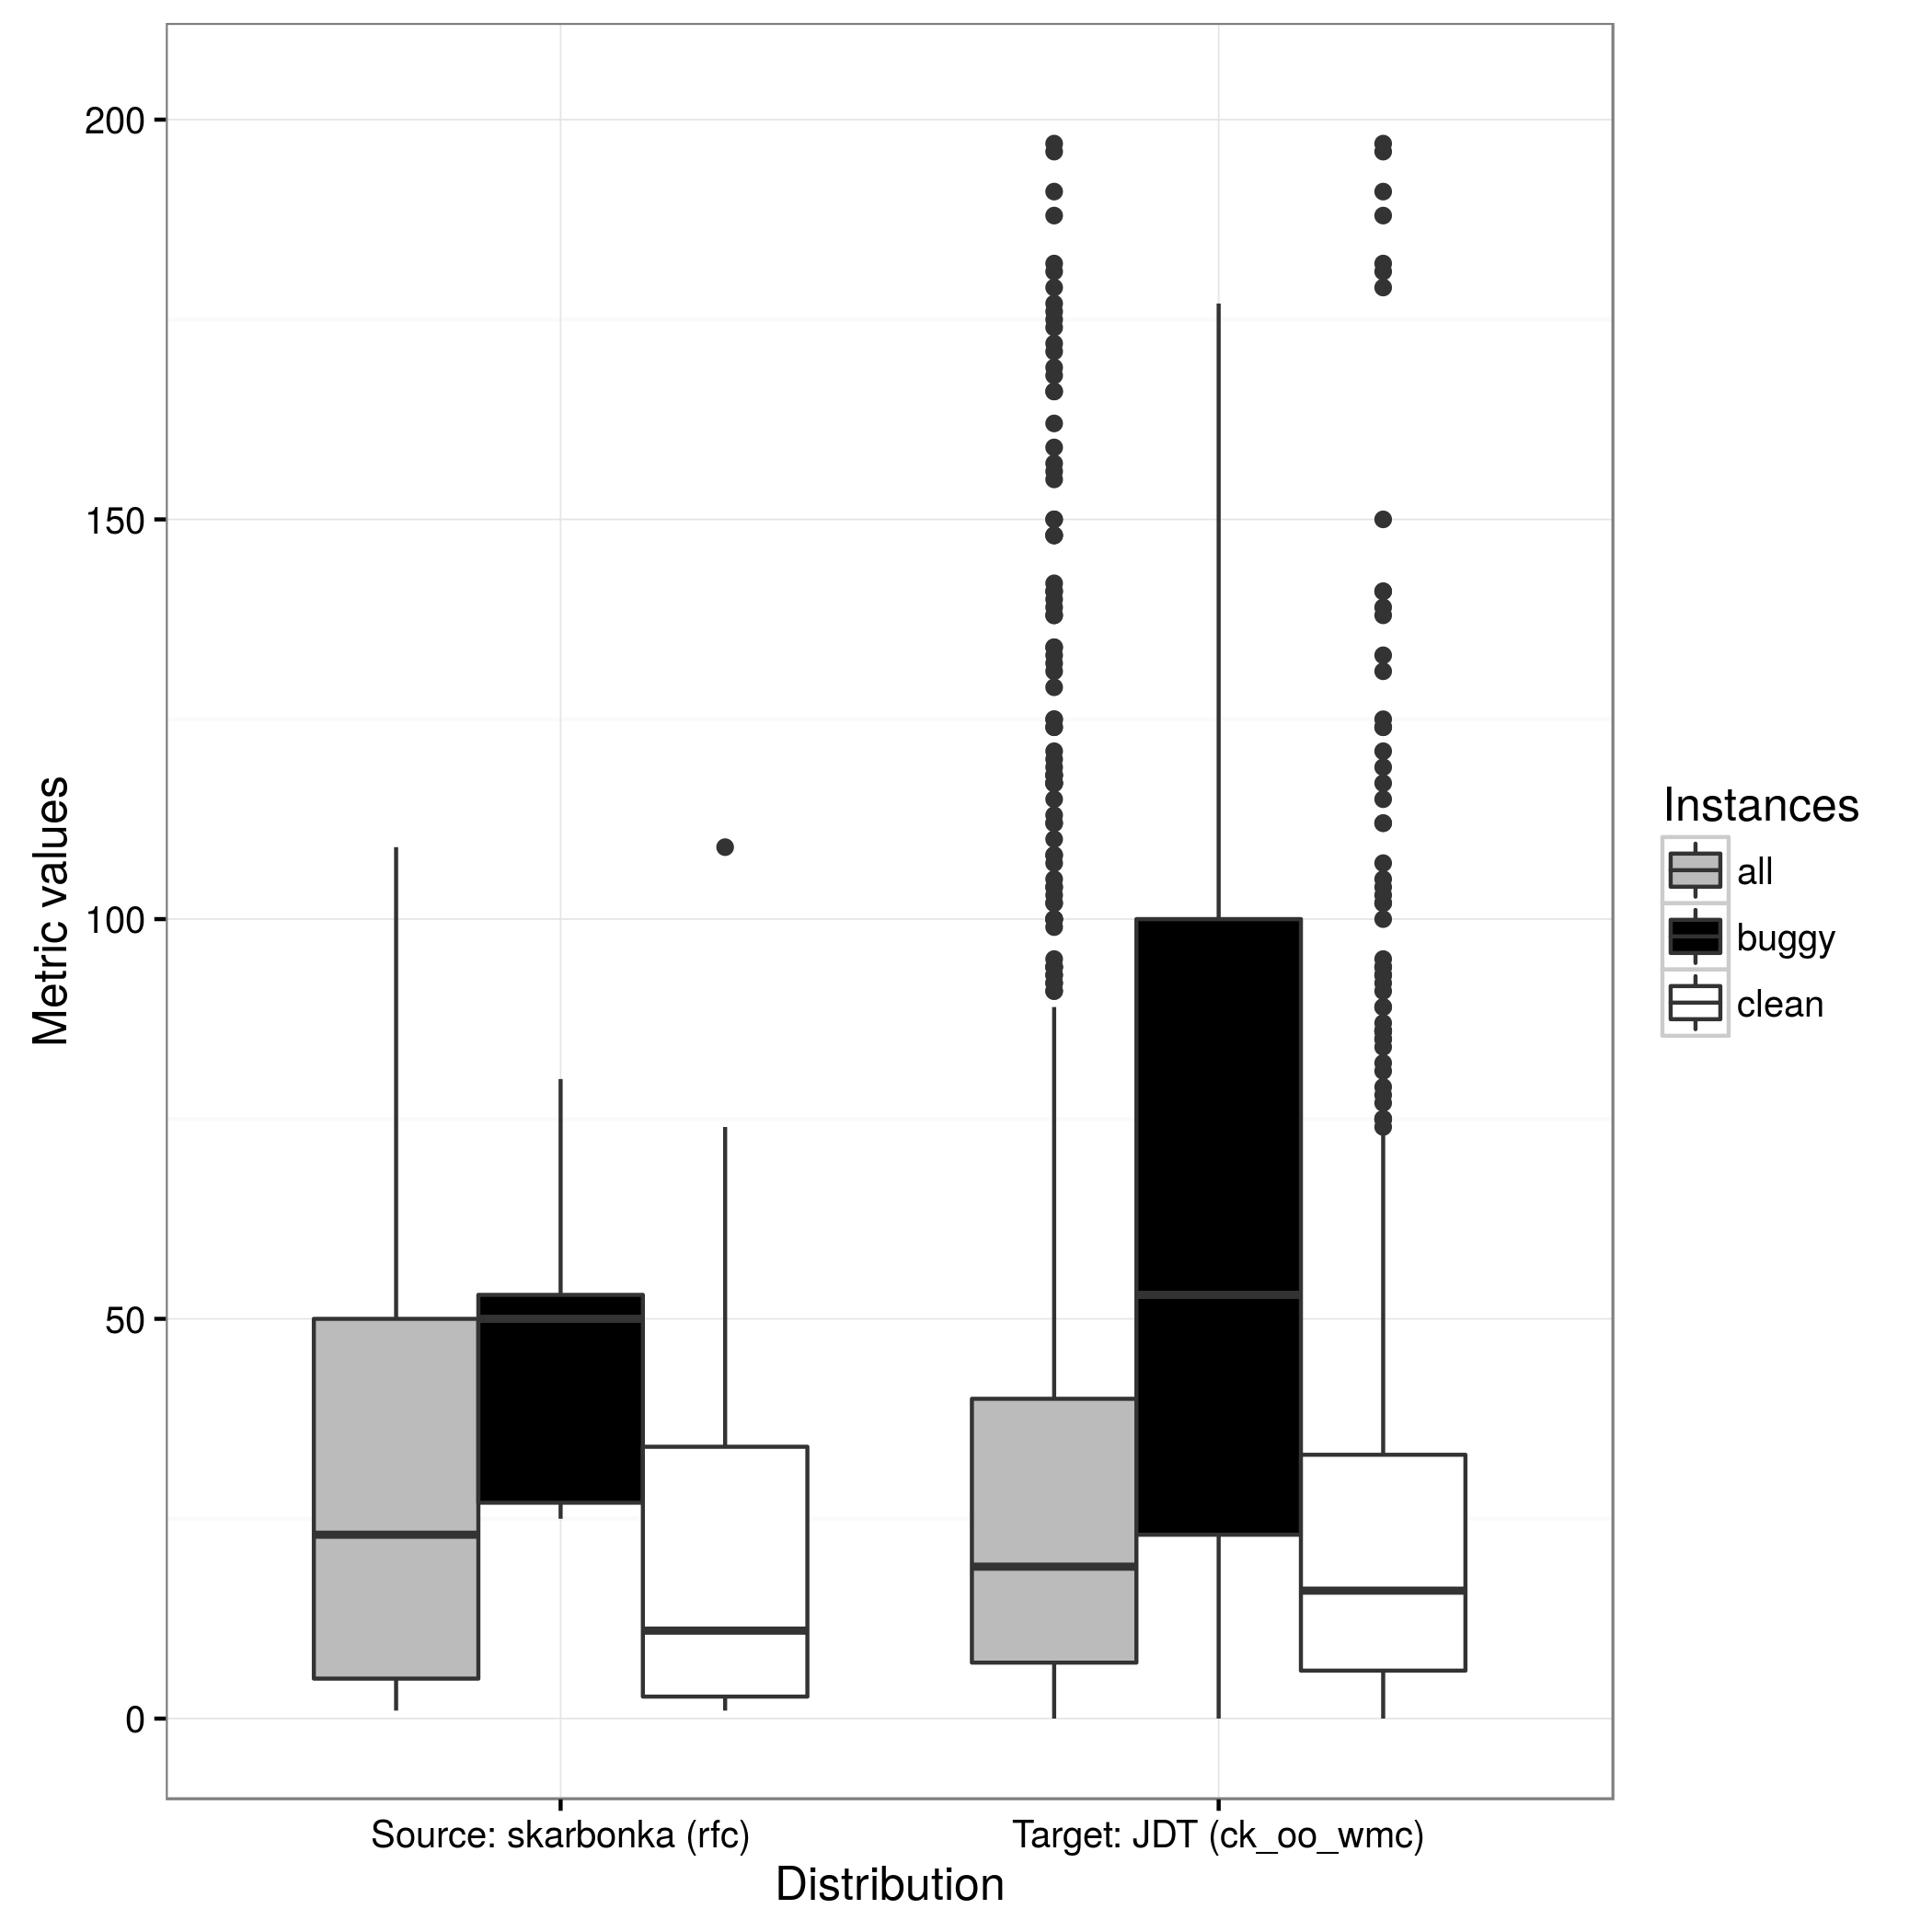 200
150
100
50
0
Metric values
Source: skarbonka (rfc)
Target: JDT (ck_oo_wmc)
Distribution
Instances
all
buggy
clean